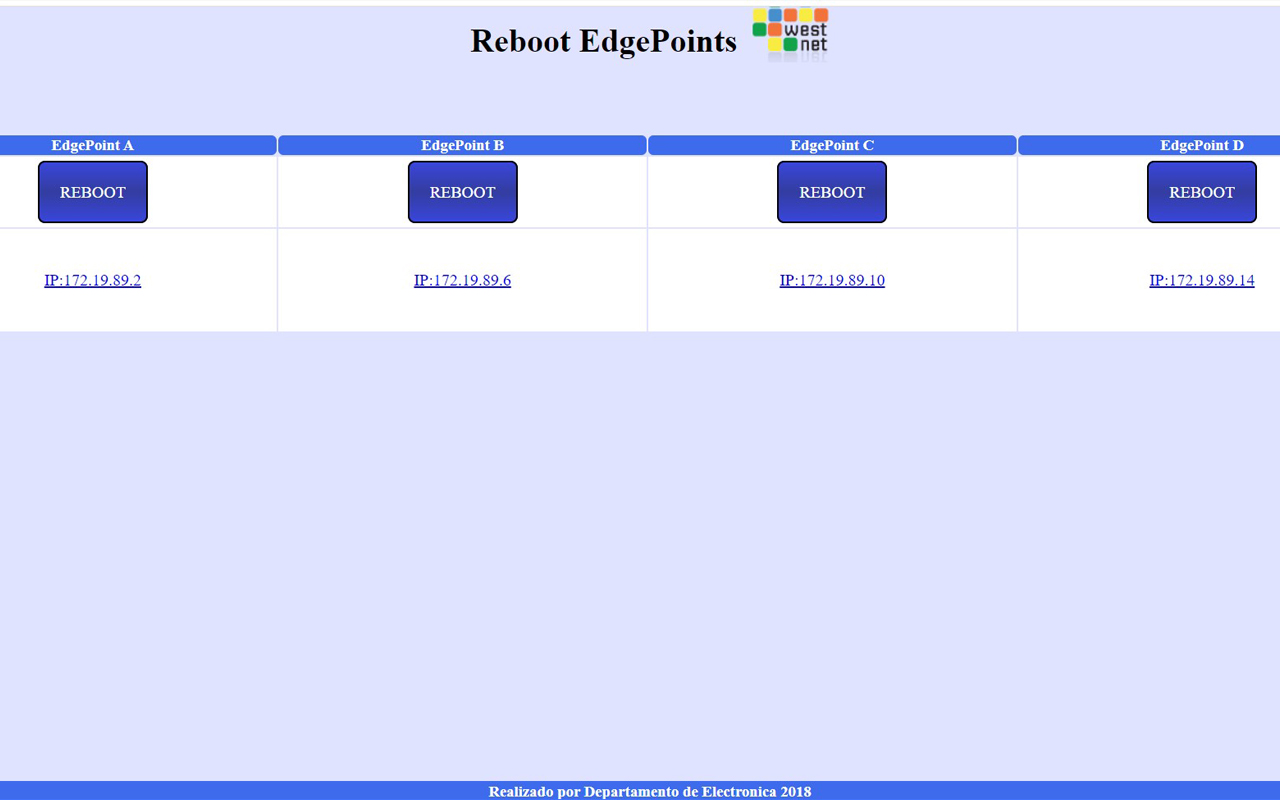 Reboot EdgePoints
west
net
EdgePoint A
EdgePoint B
EdgePoint C
EdgePoint D
REBOOT
REBOOT
REBOOT
REBOOT
IP:172.19.89.2
IP:172.19.89.6
IP:172.19.89.10
IP:172.19.89.14
Realizado por Departamento de Electronica 2018